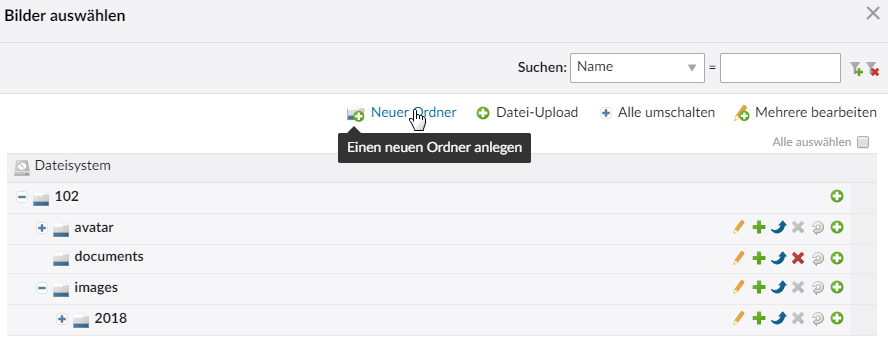 Bilder auswählen
Suchen: Name =
Neuer Ordner Datei-Upload Alle umschalten Mehrere bearbeiten
Einen neuen Ordner anlegen
Alle auswählen
Dateisystem
102
avatar
documents
images
2018